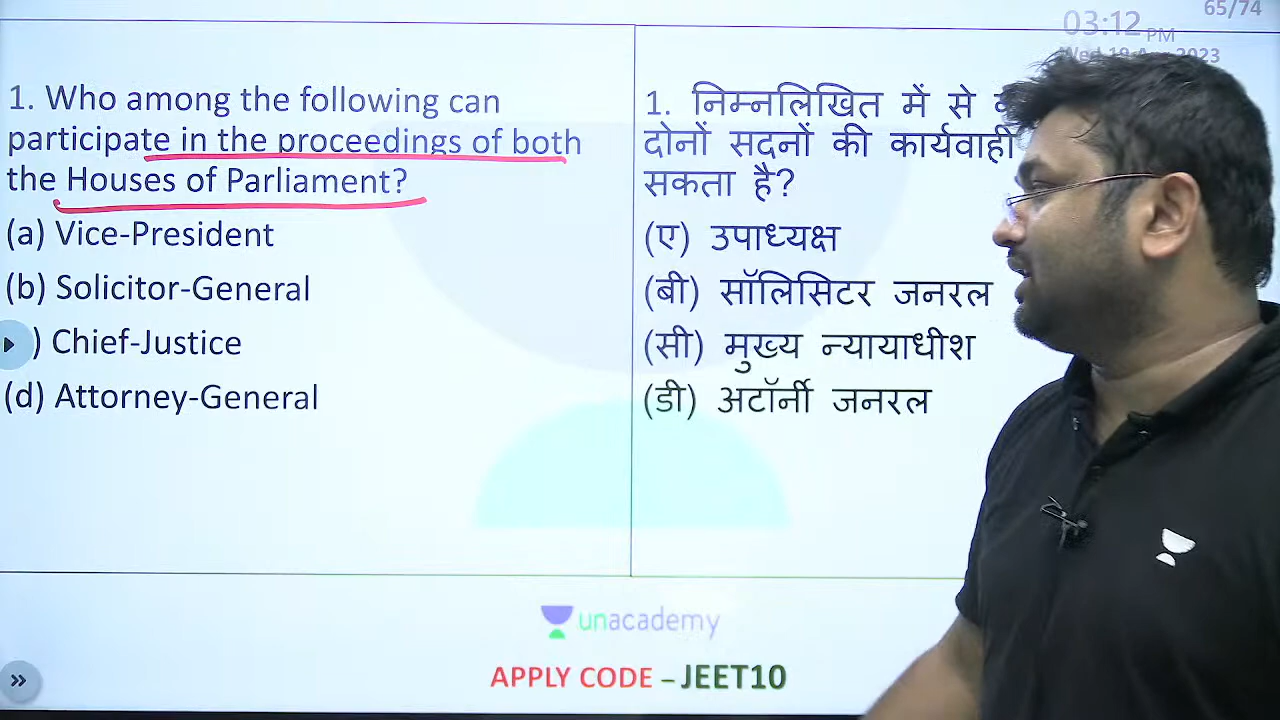 65/74
03:12 PM
2023
1. Who among the following can
participate in the proceedings of both
the Houses of Parliament?
(a) Vice-President
(b) Solicitor-General
) Chief-Justice
(d) Attorney-General
1. निम्नलिखित में से
दोनों सदनों की कार्यवाही
सकता है?
(ए) उपाध्यक्ष
(बी) सॉलिसिटर जनरल
(सी) मुख्य न्यायाधीश
(डी) अटॉर्नी जनरल
unacademy
APPLY CODE – JEET10